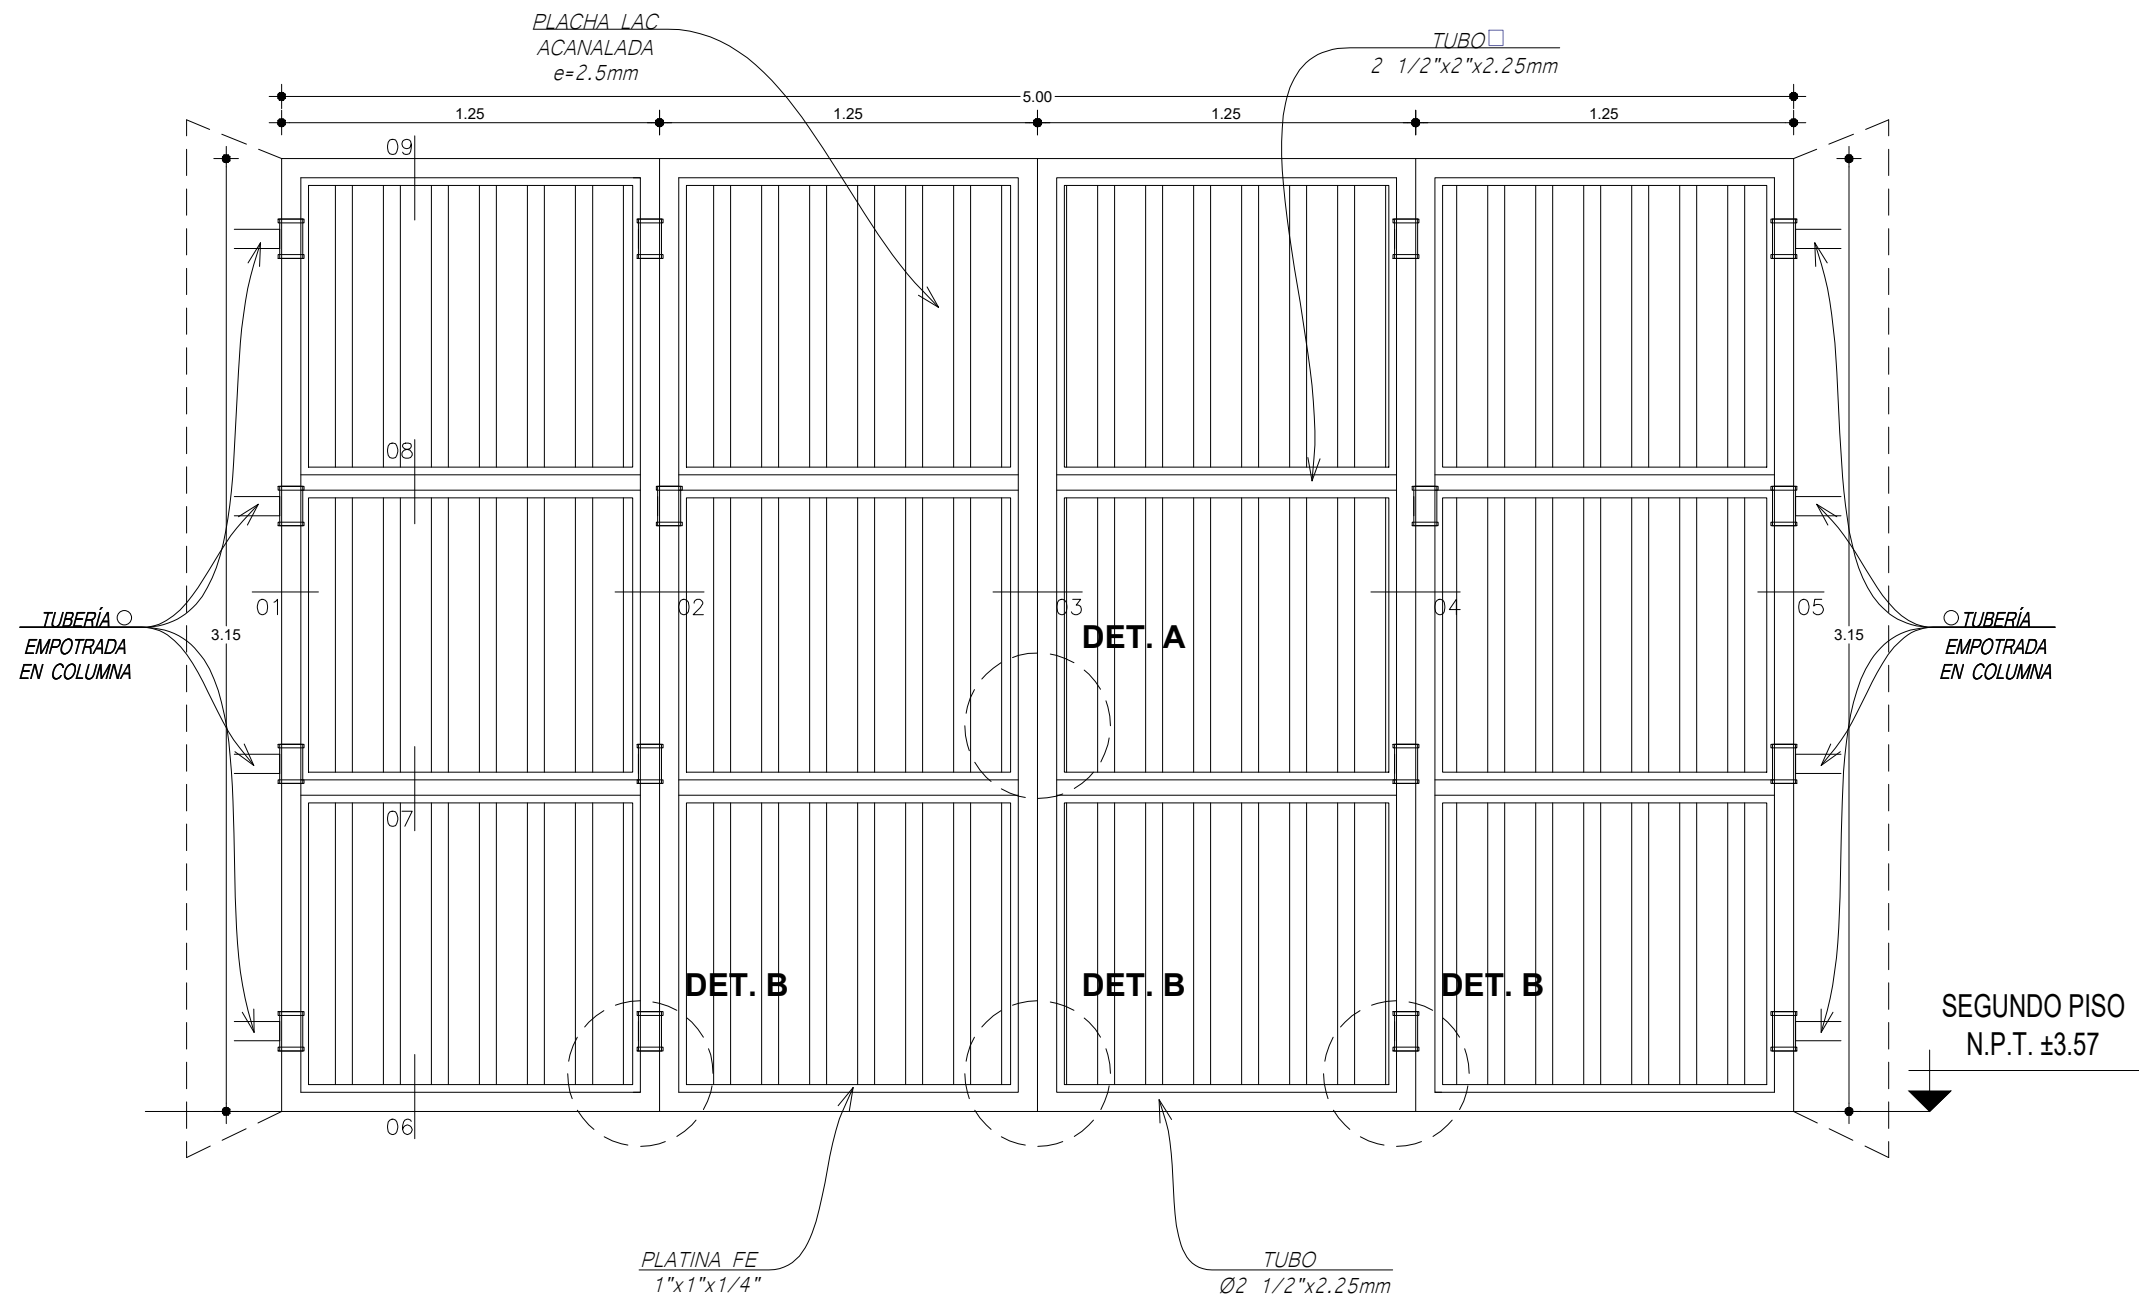 PLACHA LAC
ACANALADA
e=2.5mm
TUBO□
2 1/2"x2"x2.25mm
5.00
1.25
1.25
1.25
1.25
09
08
01
02
03
04
05
DET. A
TUBERÍA ○
EMPOTRADA
EN COLUMNA
3.15
3.15
○ TUBERÍA
EMPOTRADA
EN COLUMNA
07
DET. B
DET. B
DET. B
SEGUNDO PISO
N.P.T. ±3.57
06
PLATINA FE
1"x1"x1/4"
TUBO
Ø2 1/2"x2.25mm